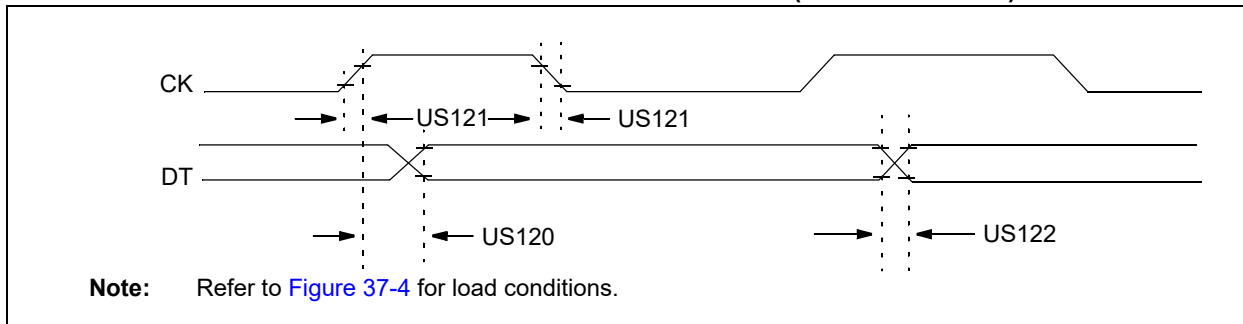 CK
US121 US121
DT
US120 US122
Note: Refer to Figure 37-4 for load conditions.